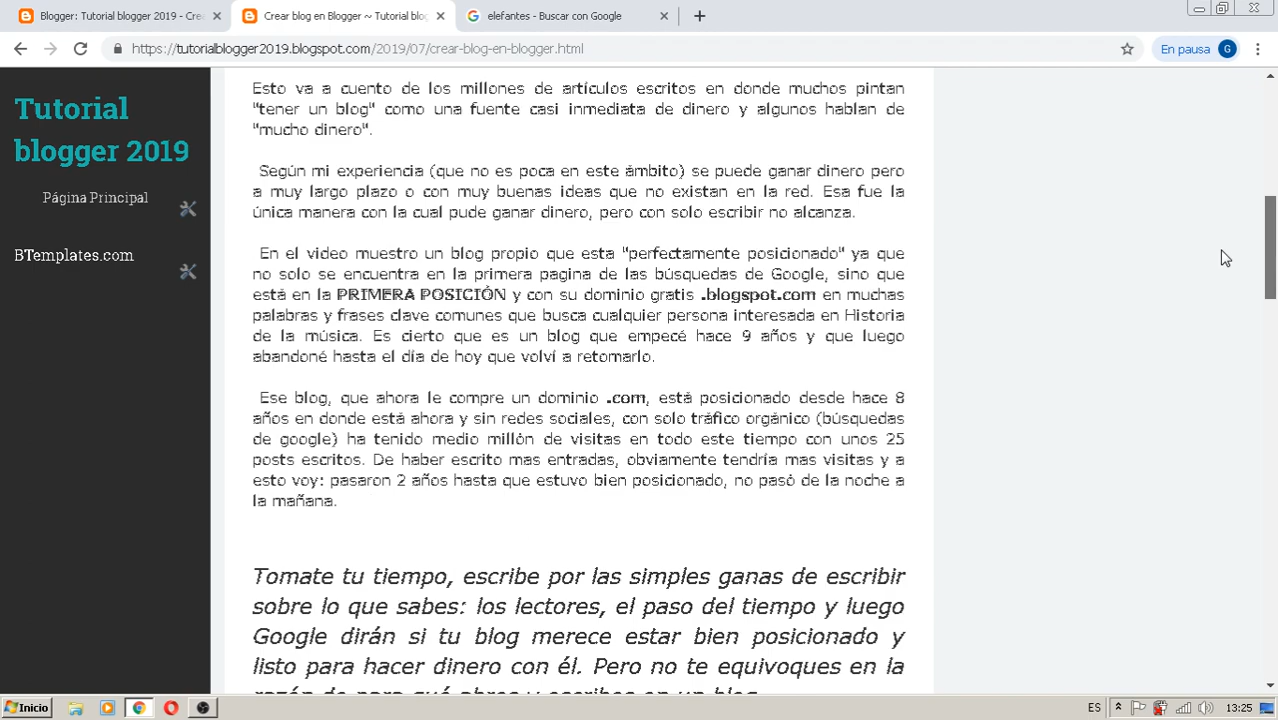 Blogger: Tutorial blogger 2019 - Cre
Crear blog en Blogger ~ Tutorial blog
elefantes - Buscar con Google
https://tutorialblogger2019.blogspot.com/2019/07/crear-blog-en-blogger.html
En pausa
G
Tutorial
blogger 2019
Página Principal
BTemplates.com
Esto va a cuento de los millones de artículos escritos en donde muchos pintan
"tener un blog" como una fuente casi inmediata de dinero y algunos hablan de
"mucho dinero".
Según mi experiencia (que no es poca en este ámbito) se puede ganar dinero pero
a muy largo plazo o con muy buenas ideas que no existan en la red. Esa fue la
única manera con la cual pude ganar dinero, pero con solo escribir no alcanza.
En el video muestro un blog propio que esta "perfectamente posicionado" ya que
no solo se encuentra en la primera pagina de las búsquedas de Google, sino que
está en la PRIMERA POSICIÓN y con su dominio gratis .blogspot.com en muchas
palabras y frases clave comunes que busca cualquier persona interesada en Historia
de la música. Es cierto que es un blog que empecé hace 9 años y que luego
abandoné hasta el día de hoy que volví a retomarlo.
Ese blog, que ahora le compre un dominio .com, está posicionado desde hace 8
años en donde está ahora y sin redes sociales, con solo tráfico orgánico (búsquedas
de google) ha tenido medio millón de visitas en todo este tiempo con unos 25
posts escritos. De haber escrito mas entradas, obviamente tendría mas visitas y a
esto voy: pasaron 2 años hasta que estuvo bien posicionado, no pasó de la noche a
la mañana.
Tomate tu tiempo, escribe por las simples ganas de escribir
sobre lo que sabes: los lectores, el paso del tiempo y luego
Google dirán si tu blog merece estar bien posicionado y
listo para hacer dinero con él. Pero no te equivoques en la
razón de para qué abres y escribes en un blog
Inicio
ES
13:25